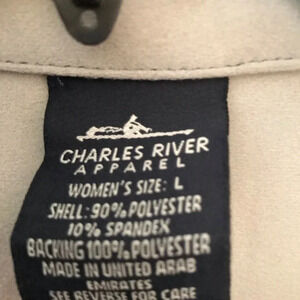 CHARLES RIVER
APPAREL
WOMEN'S SIZE: L
SHELL: 90% POLYESTER
10% SPANDEX
BACKING 100% POLYESTER
MADE IN UNITED ARAB
EMIRATES
SEE REVERSE FOR CARE